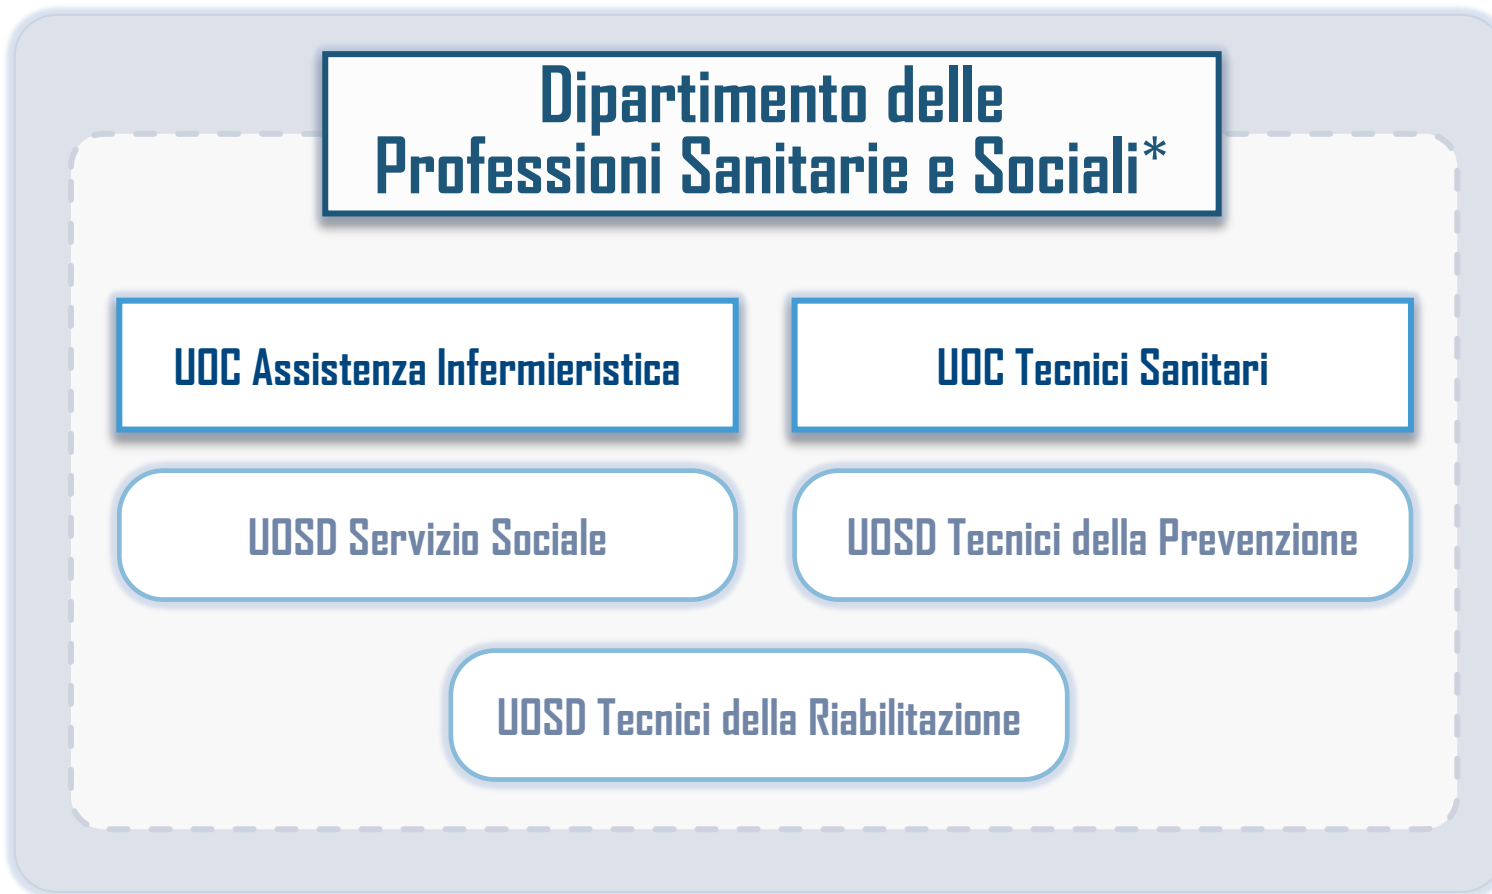 Dipartimento delle
Professioni Sanitarie e Sociali*
UOC Assistenza Infermieristica
UOC Tecnici Sanitari
UOSD Servizio Sociale
UOSD Tecnici della Prevenzione
UOSD Tecnici della Riabilitazione